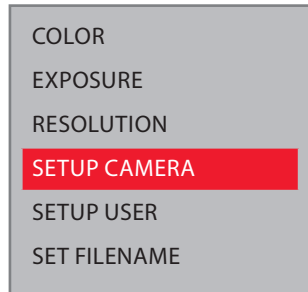 COLOR
EXPOSURE
RESOLUTION
SETUP CAMERA
SETUP USER
SET FILENAME